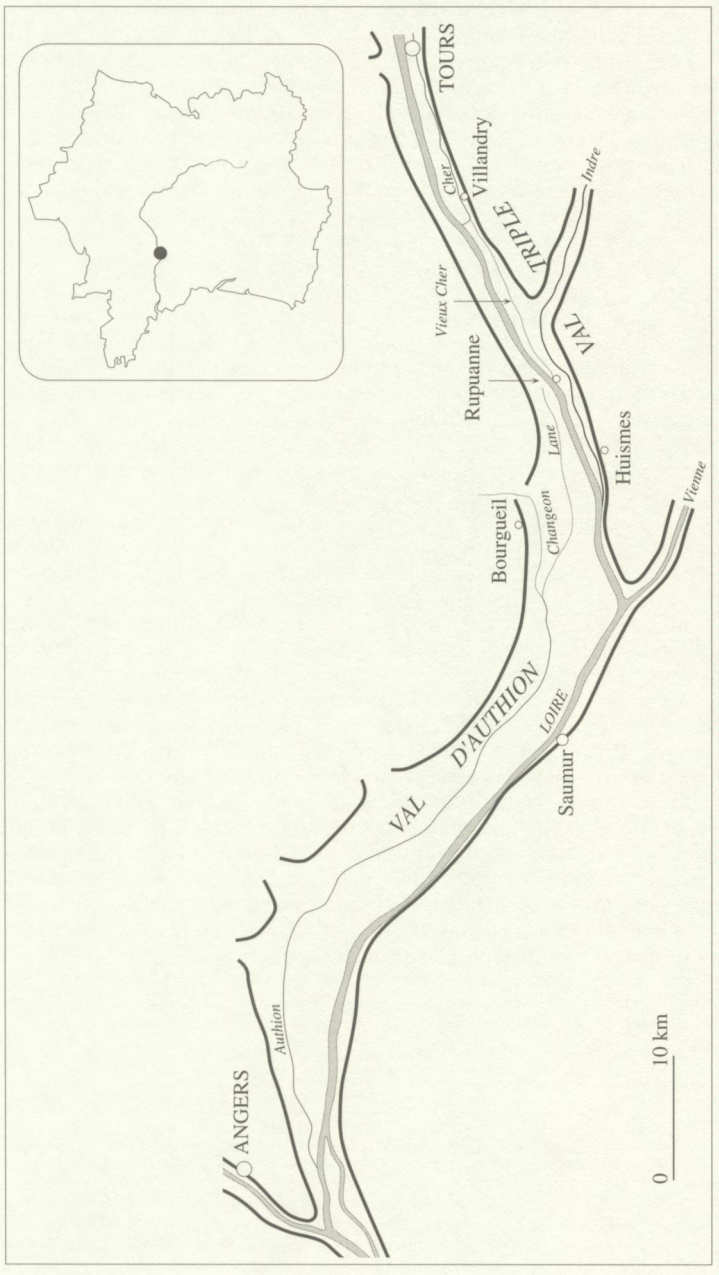 ANGERS
Authion
VAL
D'AUTHION
Saumur
LOIRE
Bourgueil
Changeon
Lane
Rupuanne
Vieux Cher
Huismes
Vienne
TRIPLE
VAL
Indre
Cher
Villandry
TOURS
0 10 km